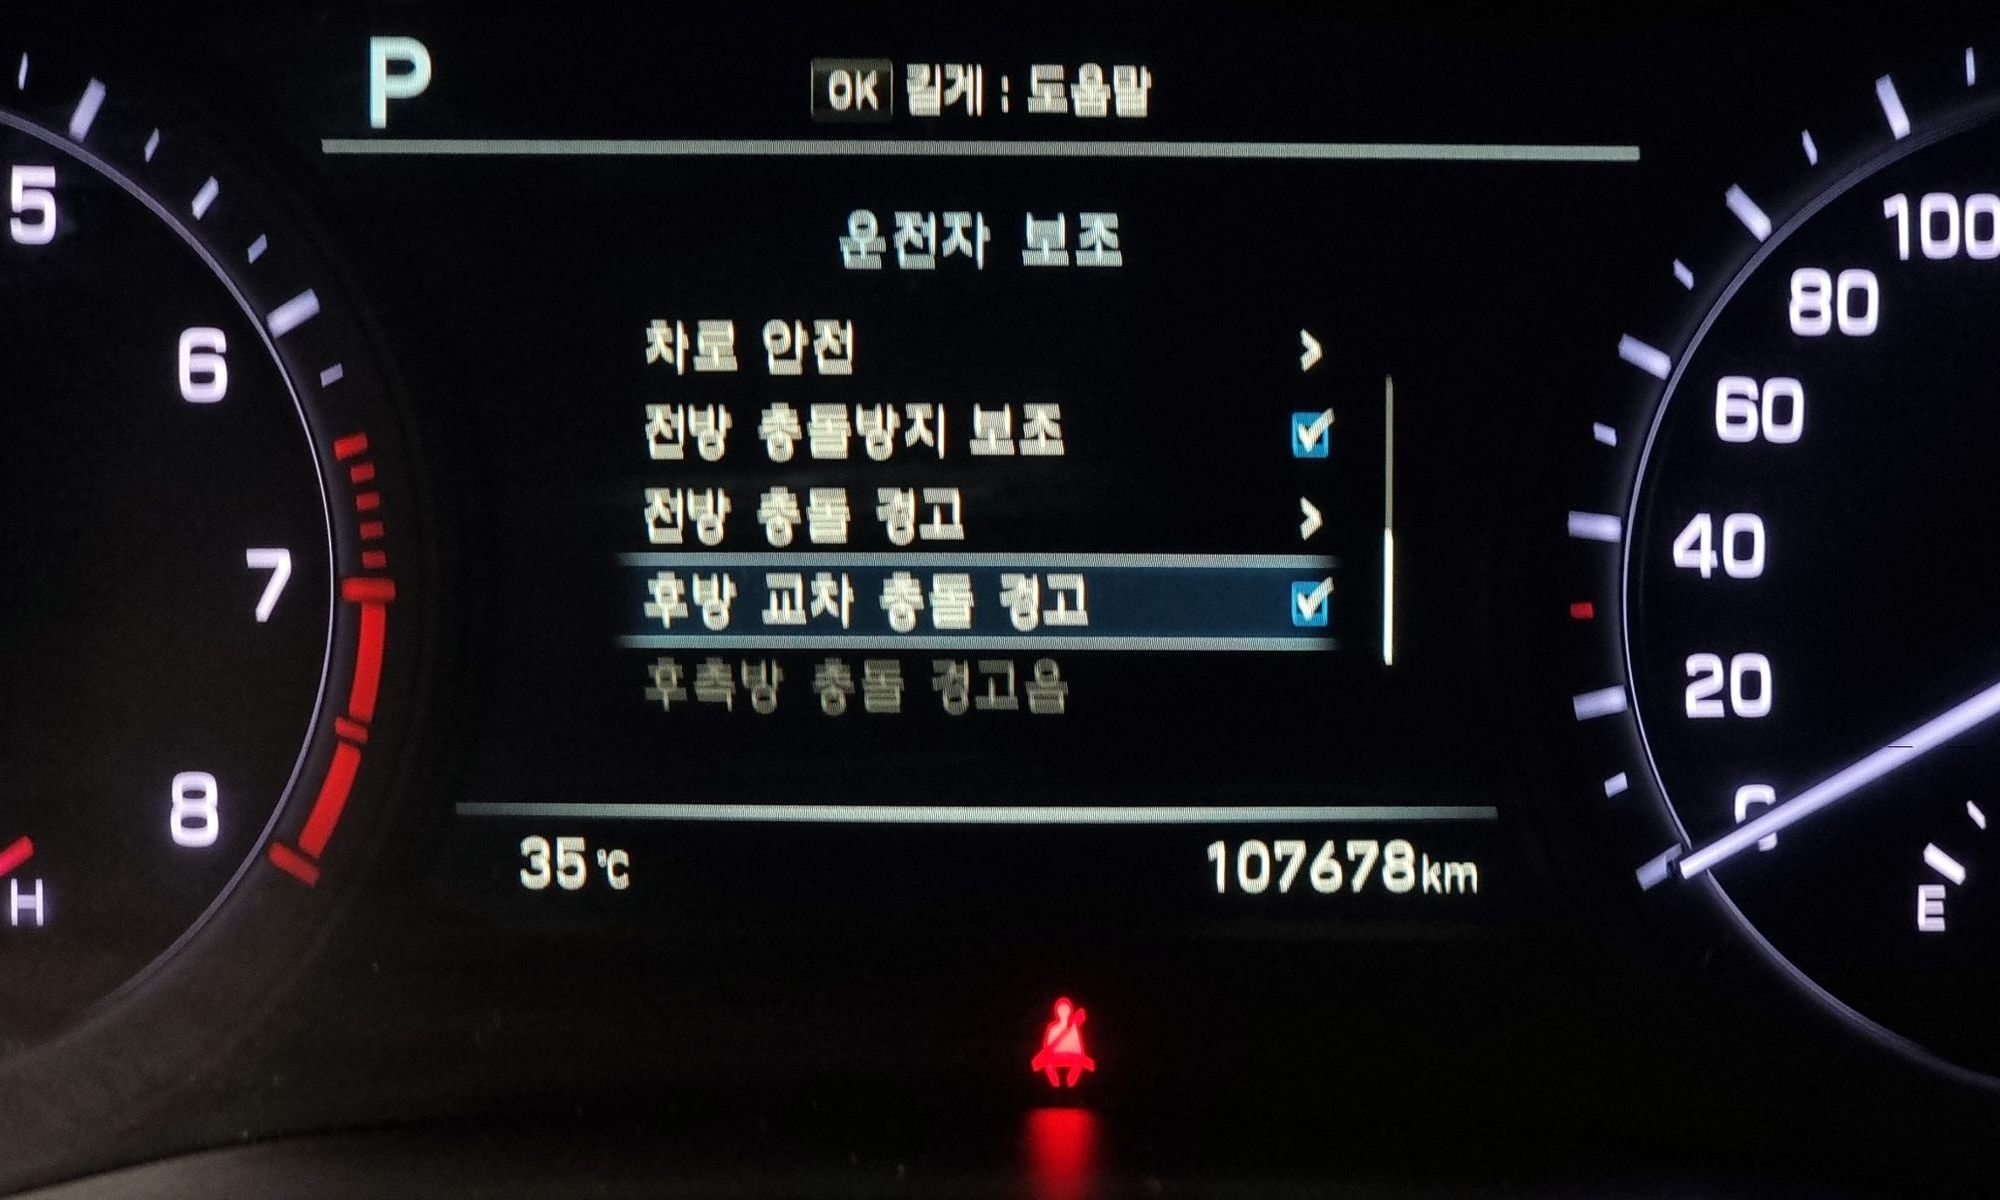 P
OK 길게 : 도움말
운전자 보조
차로 안전
전방 충돌방지 보조
전방 충돌 경고
후방 교차 충돌 경고
후측방 충돌 경고음
35℃
107678km
5
6
7
8
H
100
80
60
40
20
0
E